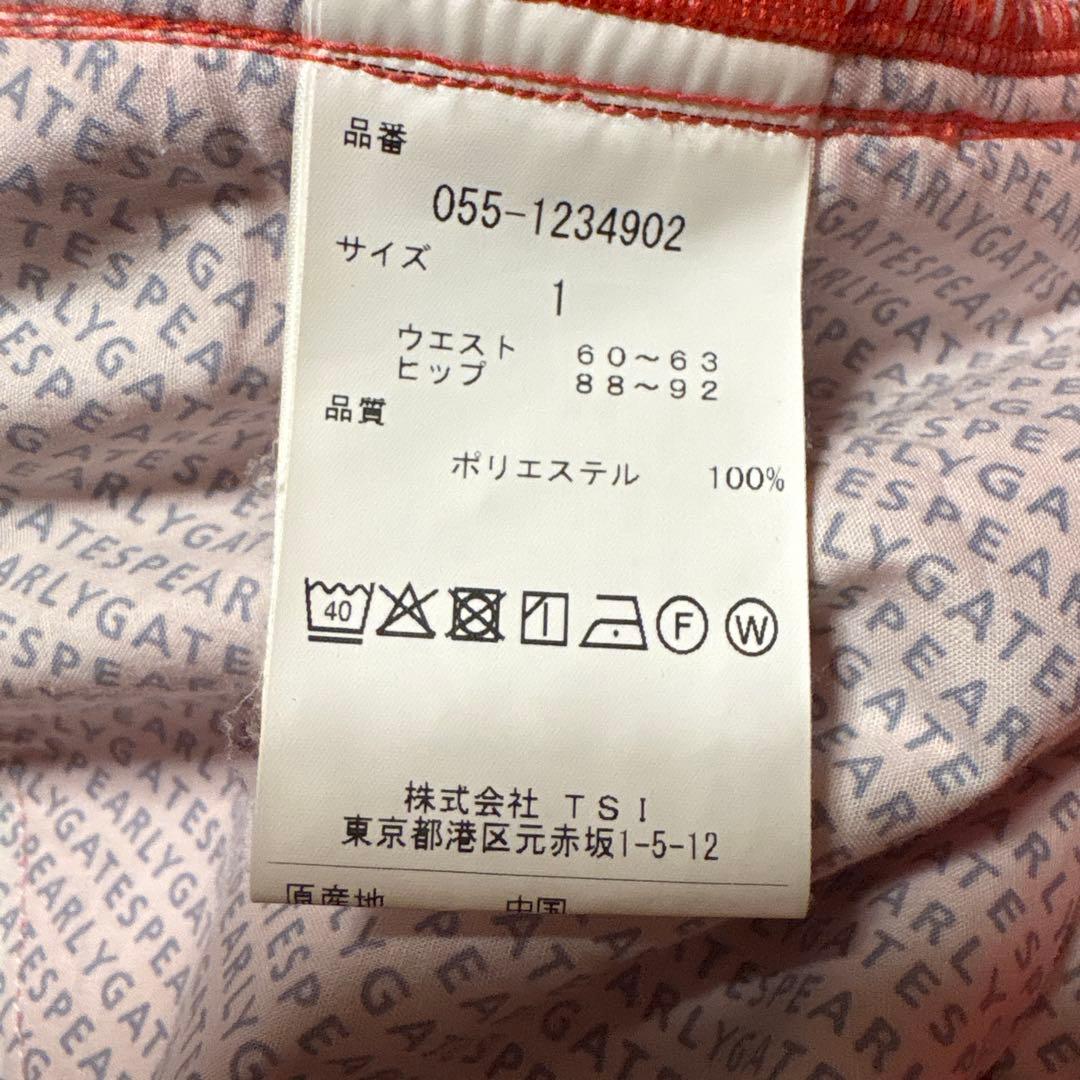 品番
055-1234902
サイズ
1
ウエスト 60～63
ヒップ 88～92
品質
ポリエステル 100%
40
F W
株式会社 TSI
東京都港区元赤坂1-5-12
原産地 中国
PEARLYGATES